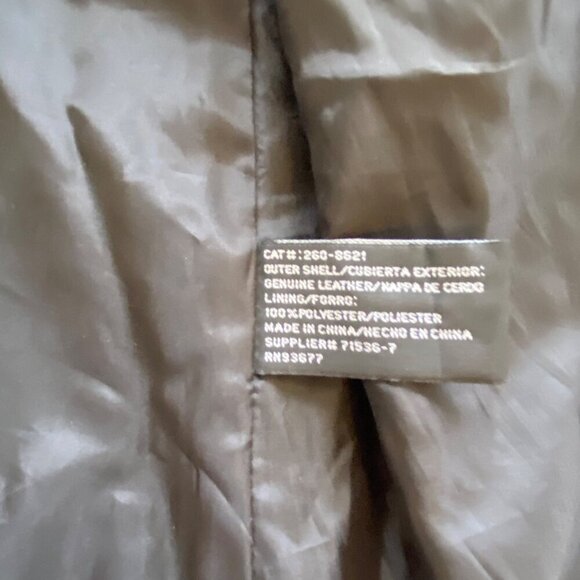 CAT#:260-8621
OUTER SHELL/CUBIERTA EXTERIOR:
GENUINE LEATHER/NAPPA DE CERDO
LINING/FORRO:
100%POLYESTER/POLIESTER
MADE IN CHINA/HECHO EN CHINA
SUPPLIER# 71536-7
RN93677